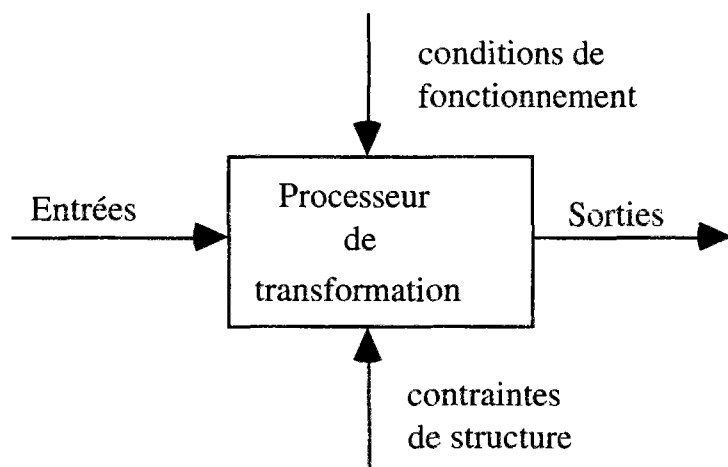 conditions de
fonctionnement
Entrées
Processeur
de
transformation
Sorties
contraintes
de structure